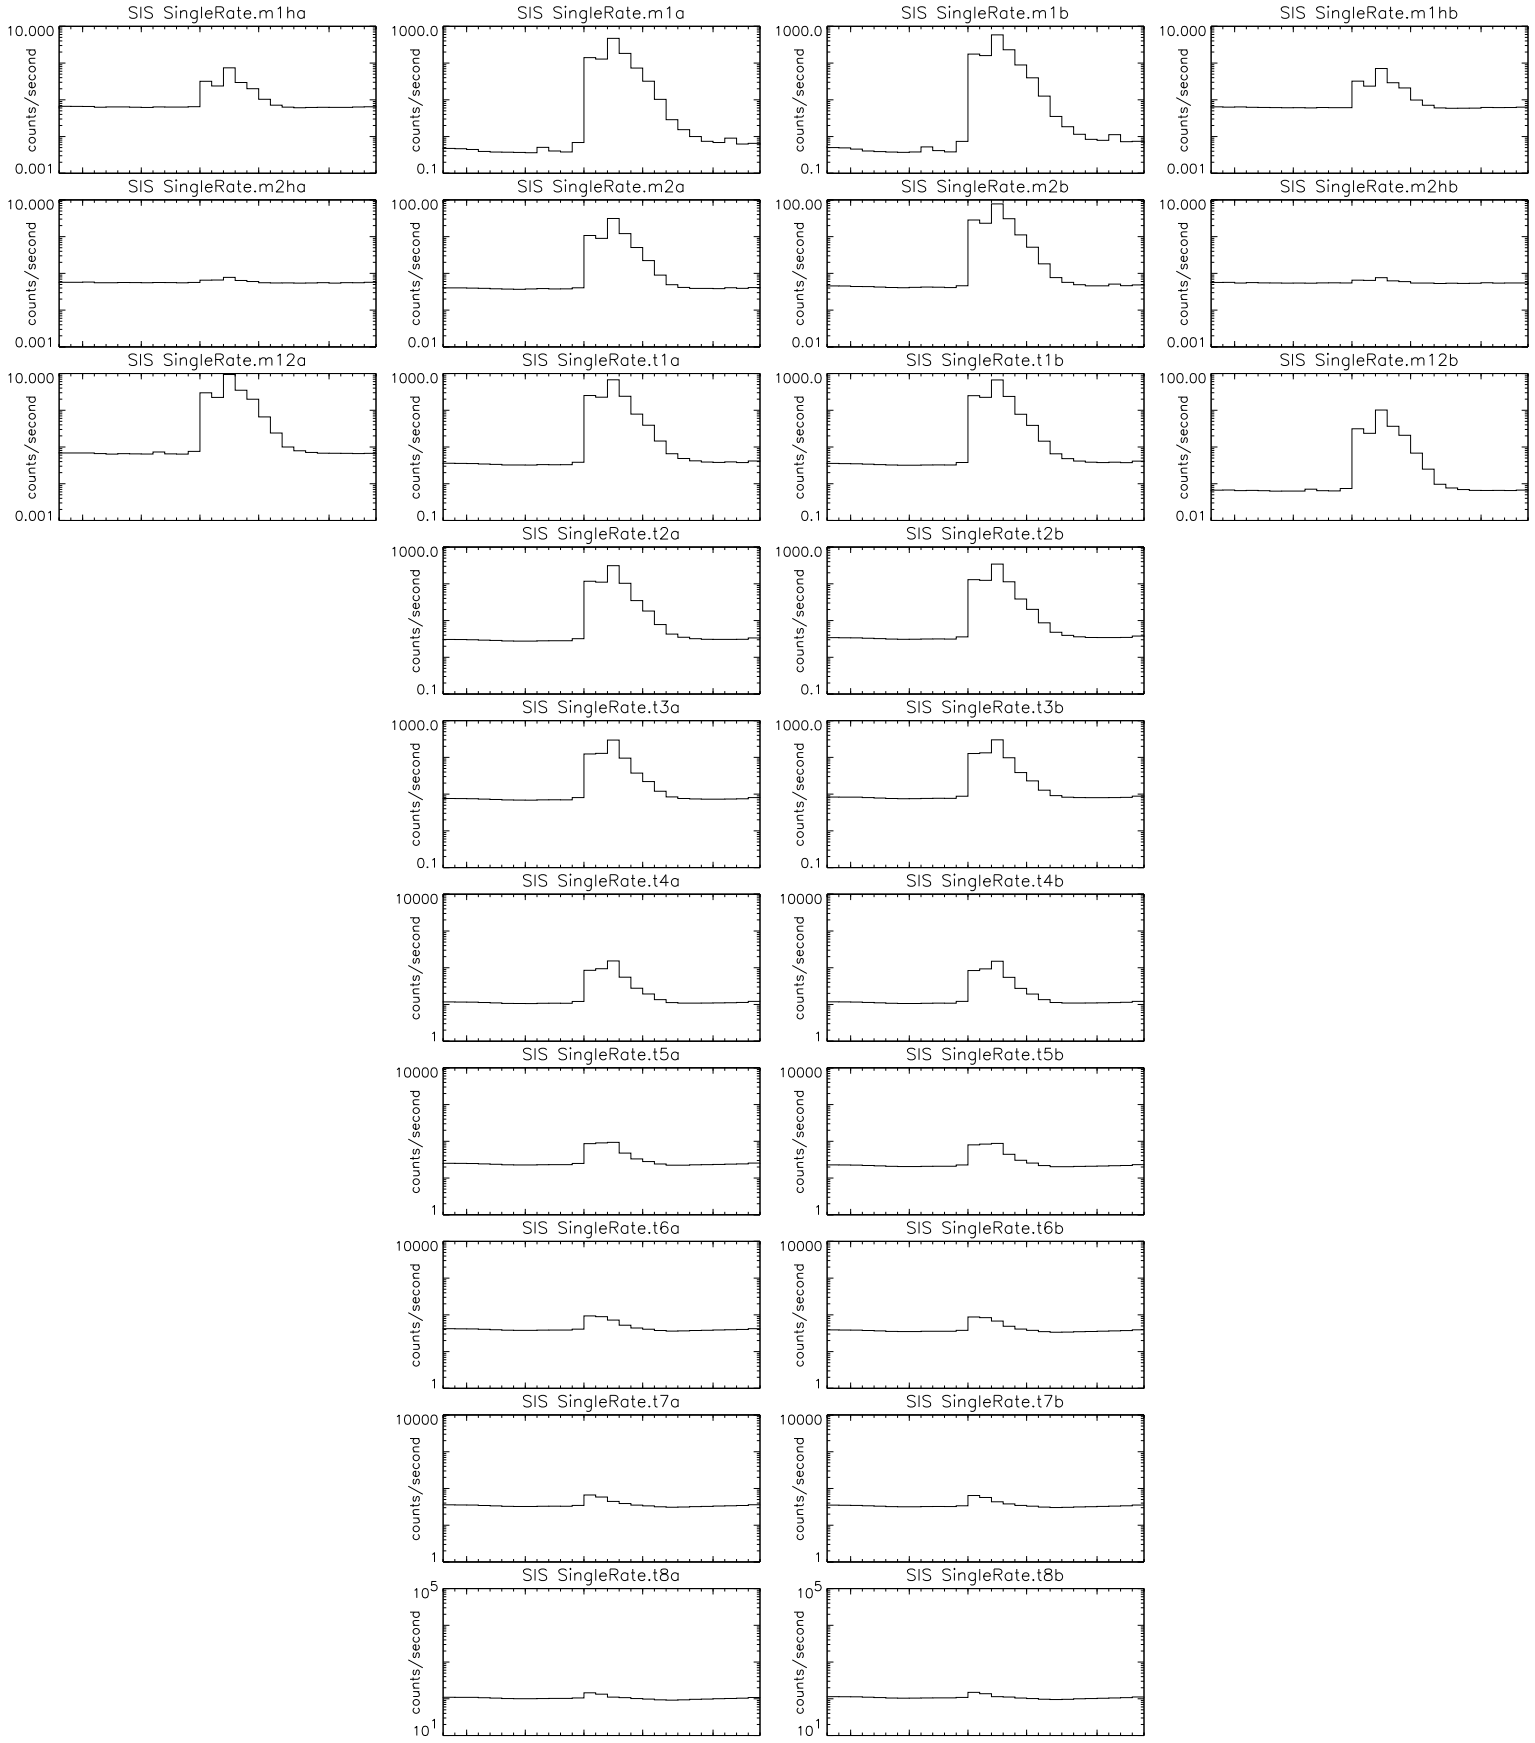 SIS SingleRate.m1ha
10.000
counts/second
0.001
SIS SingleRate.m1a
1000.0
counts/second
0.1
SIS SingleRate.m1b
1000.0
counts/second
0.1
SIS SingleRate.m1hb
10.000
counts/second
0.001
SIS SingleRate.m2ha
10.000
counts/second
0.001
SIS SingleRate.m2a
100.00
counts/second
0.01
SIS SingleRate.m2b
100.00
counts/second
0.01
SIS SingleRate.m2hb
10.000
counts/second
0.001
SIS SingleRate.m12a
10.000
counts/second
0.001
SIS SingleRate.t1a
1000.0
counts/second
0.1
SIS SingleRate.t1b
1000.0
counts/second
0.1
SIS SingleRate.m12b
100.00
counts/second
0.01
SIS SingleRate.t2a
1000.0
counts/second
0.1
SIS SingleRate.t2b
1000.0
counts/second
0.1
SIS SingleRate.t3a
1000.0
counts/second
0.1
SIS SingleRate.t3b
1000.0
counts/second
0.1
SIS SingleRate.t4a
10000
counts/second
1
SIS SingleRate.t4b
10000
counts/second
1
SIS SingleRate.t5a
10000
counts/second
1
SIS SingleRate.t5b
10000
counts/second
1
SIS SingleRate.t6a
10000
counts/second
1
SIS SingleRate.t6b
10000
counts/second
1
SIS SingleRate.t7a
10000
counts/second
1
SIS SingleRate.t7b
10000
counts/second
1
SIS SingleRate.t8a
10⁵
counts/second
10¹
SIS SingleRate.t8b
10⁵
counts/second
10¹